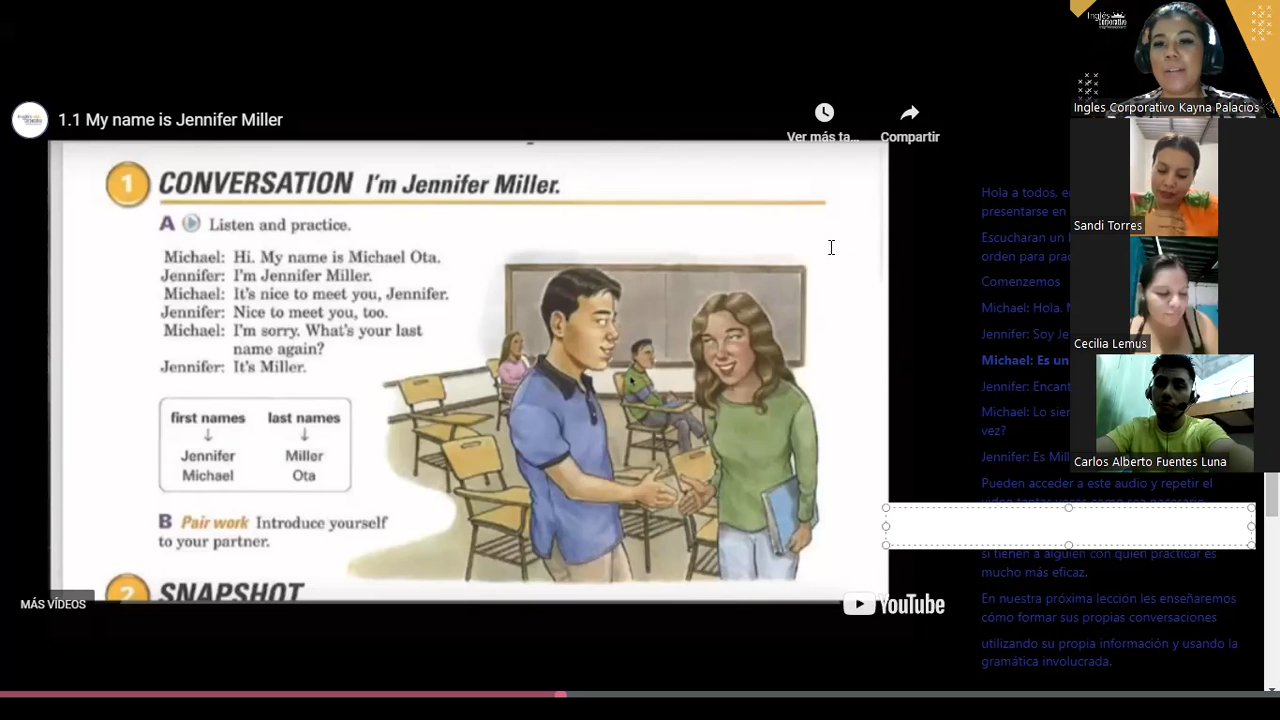 1.1 My name is Jennifer Miller
Ver más ta...
Compartir
1 CONVERSATION I'm Jennifer Miller.
A Listen and practice.
Michael: Hi. My name is Michael Ota.
Jennifer: I'm Jennifer Miller.
Michael: It's nice to meet you, Jennifer.
Jennifer: Nice to meet you, too.
Michael: I'm sorry. What's your last
name again?
Jennifer: It's Miller.
first names last names
Jennifer Miller
Michael Ota
B Pair work Introduce yourself
to your partner.
2 SNAPSHOT
MÁS VÍDEOS
YouTube
Inglés
Corporativo
Ingles Corporativo Kayna Palacios
Sandi Torres
Cecilia Lemus
Carlos Alberto Fuentes Luna
Hola a todos,
presentarse en
Escucharan un
orden para
Comenzemos
Michael: Hola.
Jennifer: Soy
Michael: Es un
Jennifer:
Michael: Lo
vez?
Jennifer: Es
Pueden acceder a este audio y repetir el
si tienen a alguien con quien practicar es
mucho más eficaz.
En nuestra próxima lección les enseñaremos
cómo formar sus propias conversaciones
utilizando su propia información y usando la
gramática involucrada.